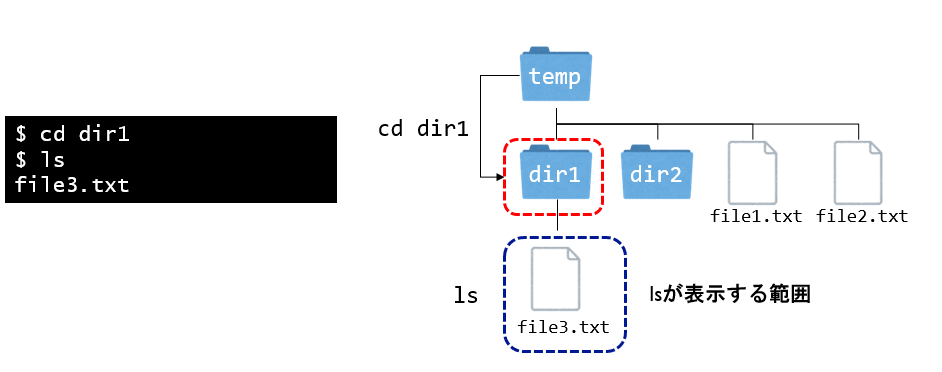 $ cd dir1
$ ls
file3.txt
temp
cd dir1
dir1
dir2
file1.txt
file2.txt
ls
file3.txt
lsが表示する範囲